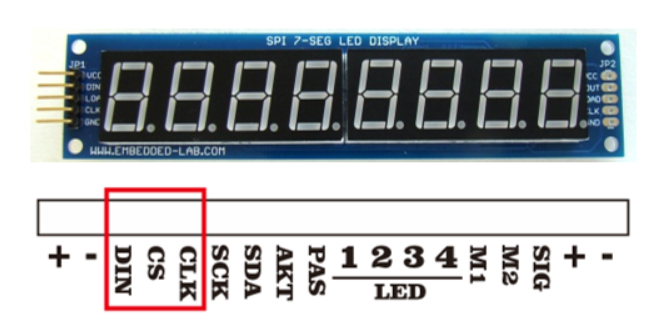 SPI 7-SEG LED DISPLAY
JP1
JP2
VCC
DIN
CLK
GND
WWW.EMBEDDED-LAB.COM
+ - DIN CS CLK SCK SDA AKT PAS 1 2 3 4 M1 M2 SIG + -
LED